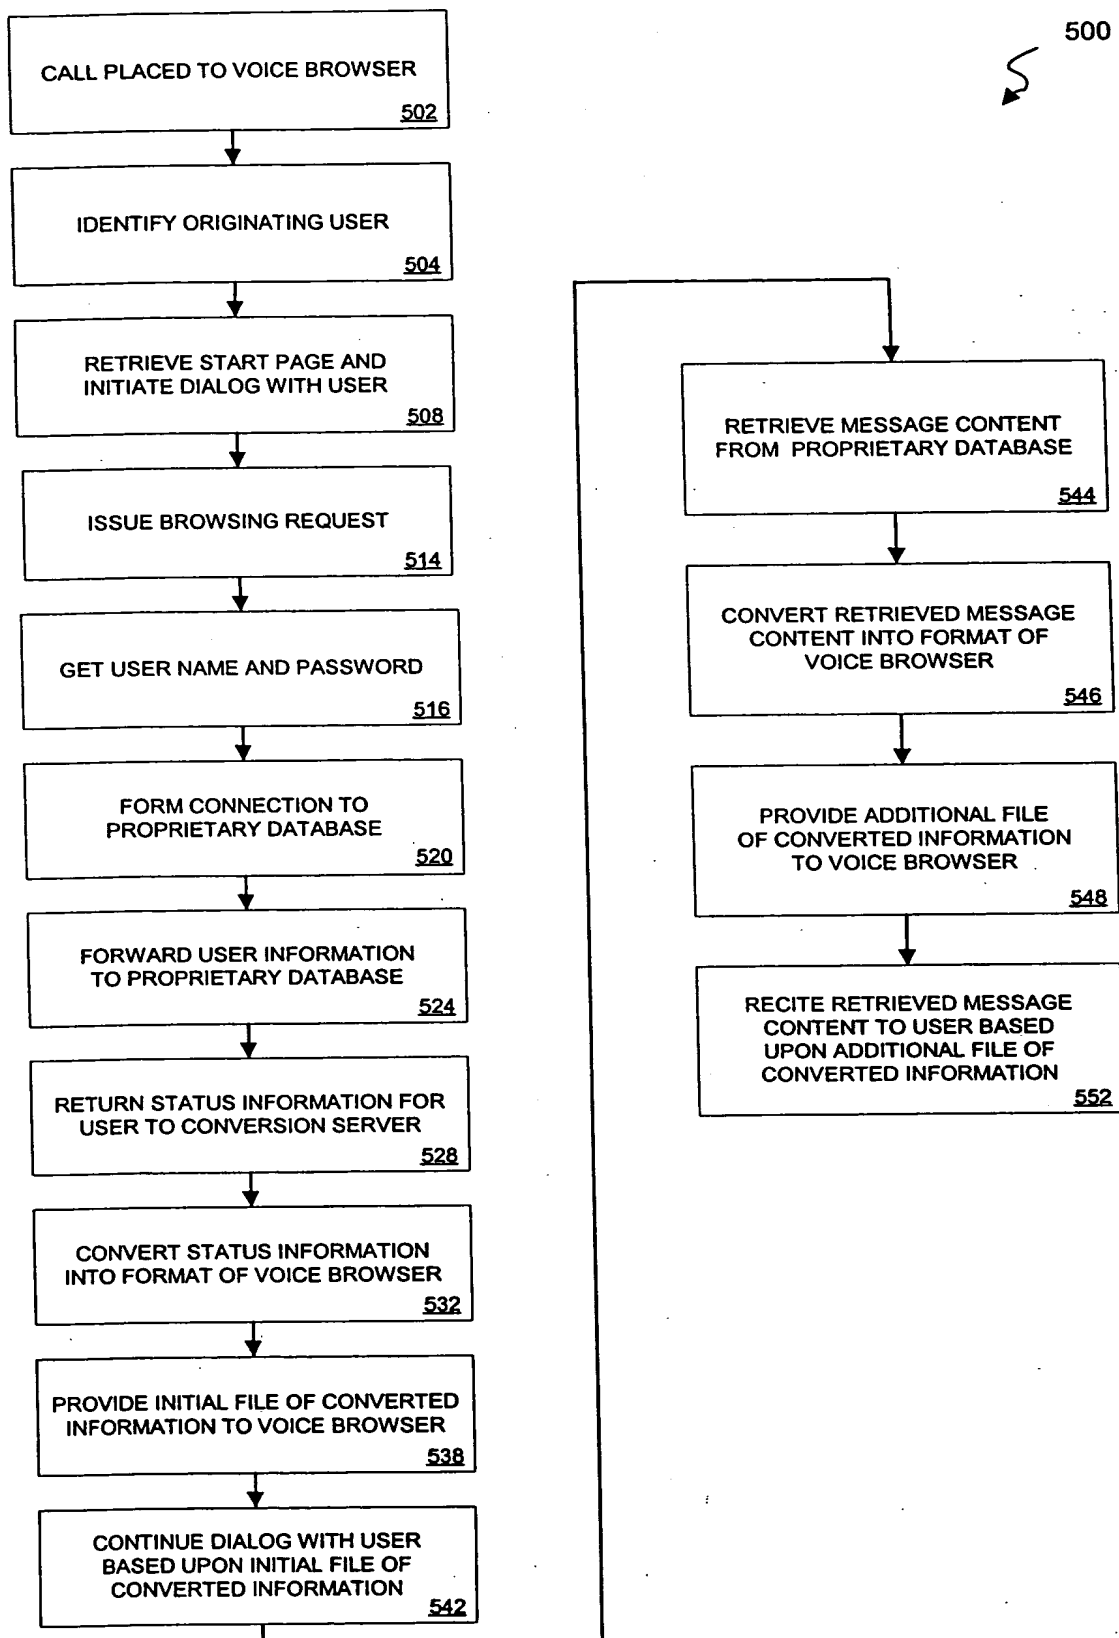 500
CALL PLACED TO VOICE BROWSER
502
IDENTIFY ORIGINATING USER
504
RETRIEVE START PAGE AND
INITIATE DIALOG WITH USER
508
ISSUE BROWSING REQUEST
514
GET USER NAME AND PASSWORD
516
FORM CONNECTION TO
PROPRIETARY DATABASE
520
FORWARD USER INFORMATION
TO PROPRIETARY DATABASE
524
RETURN STATUS INFORMATION FOR
USER TO CONVERSION SERVER
528
CONVERT STATUS INFORMATION
INTO FORMAT OF VOICE BROWSER
532
PROVIDE INITIAL FILE OF CONVERTED
INFORMATION TO VOICE BROWSER
538
CONTINUE DIALOG WITH USER
BASED UPON INITIAL FILE OF
CONVERTED INFORMATION
542
RETRIEVE MESSAGE CONTENT
FROM PROPRIETARY DATABASE
544
CONVERT RETRIEVED MESSAGE
CONTENT INTO FORMAT OF
VOICE BROWSER
546
PROVIDE ADDITIONAL FILE
OF CONVERTED INFORMATION
TO VOICE BROWSER
548
RECITE RETRIEVED MESSAGE
CONTENT TO USER BASED
UPON ADDITIONAL FILE OF
CONVERTED INFORMATION
552